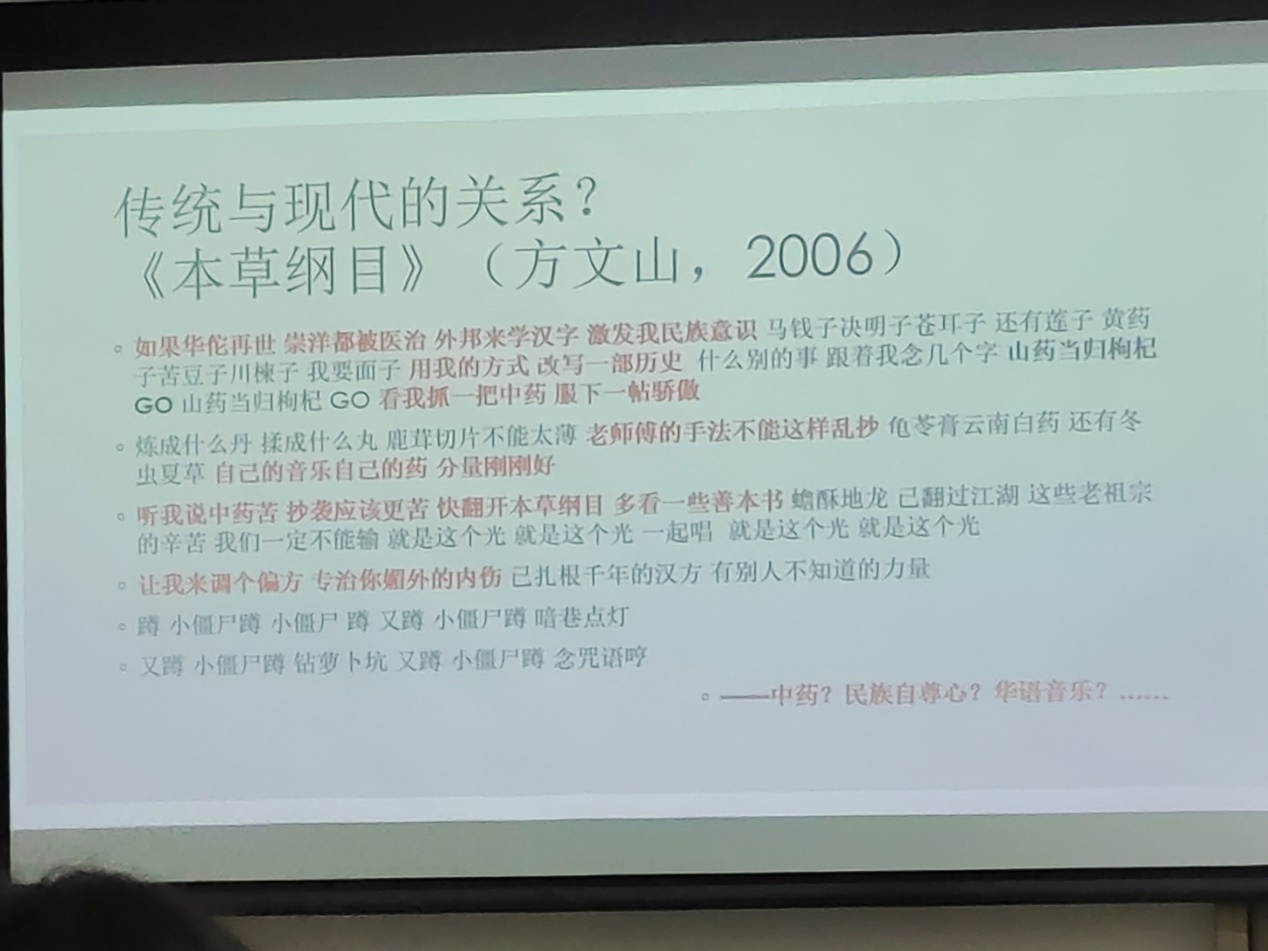 传统与现代的关系？
《本草纲目》（方文山，2006）
如果华佗再世 崇洋都被医治 外邦来学汉字 激发我民族意识 马钱子决明子苍耳子 还有莲子 黄药
子苦豆子川楝子 我要面子 用我的方式 改写一部历史 什么别的事 跟着我念几个字 山药当归枸杞
GO 山药当归枸杞 GO 看我抓一把中药 服下一帖骄傲
炼成什么丹 揉成什么丸 鹿茸切片不能太薄 老师傅的手法不能这样乱抄 龟苓膏云南白药 还有冬
虫夏草 自己的音乐自己的药 分量刚刚好
听我说中药苦 抄袭应该更苦 快翻开本草纲目 多看一些善本书 蟾酥地龙 己翻过江湖 这些老祖宗
的辛苦 我们一定不能输 就是这个光 就是这个光 一起唱 就是这个光 就是这个光
让我来调个偏方 专治你媚外的内伤 己扎根千年的汉方 有别人不知道的力量
蹲 小僵尸蹲 小僵尸 蹲 又蹲 小僵尸蹲 暗巷点灯
又蹲 小僵尸蹲 钻萝卜坑 又蹲 小僵尸蹲 念咒语哼
——中药？民族自尊心？华语音乐？……